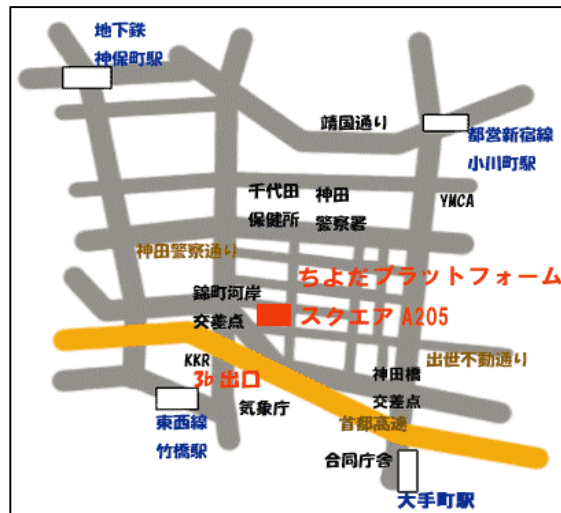 地下鉄
神保町駅
靖国通り
都営新宿線
小川町駅
千代田
保健所
神田
警察署
YMCA
神田警察通り
ちよだプラットフォーム
スクエア A205
錦町河岸
交差点
出世不動通り
KKR
3b 出口
気象庁
神田橋
交差点
首都高速
東西線
竹橋駅
合同庁舎
大手町駅